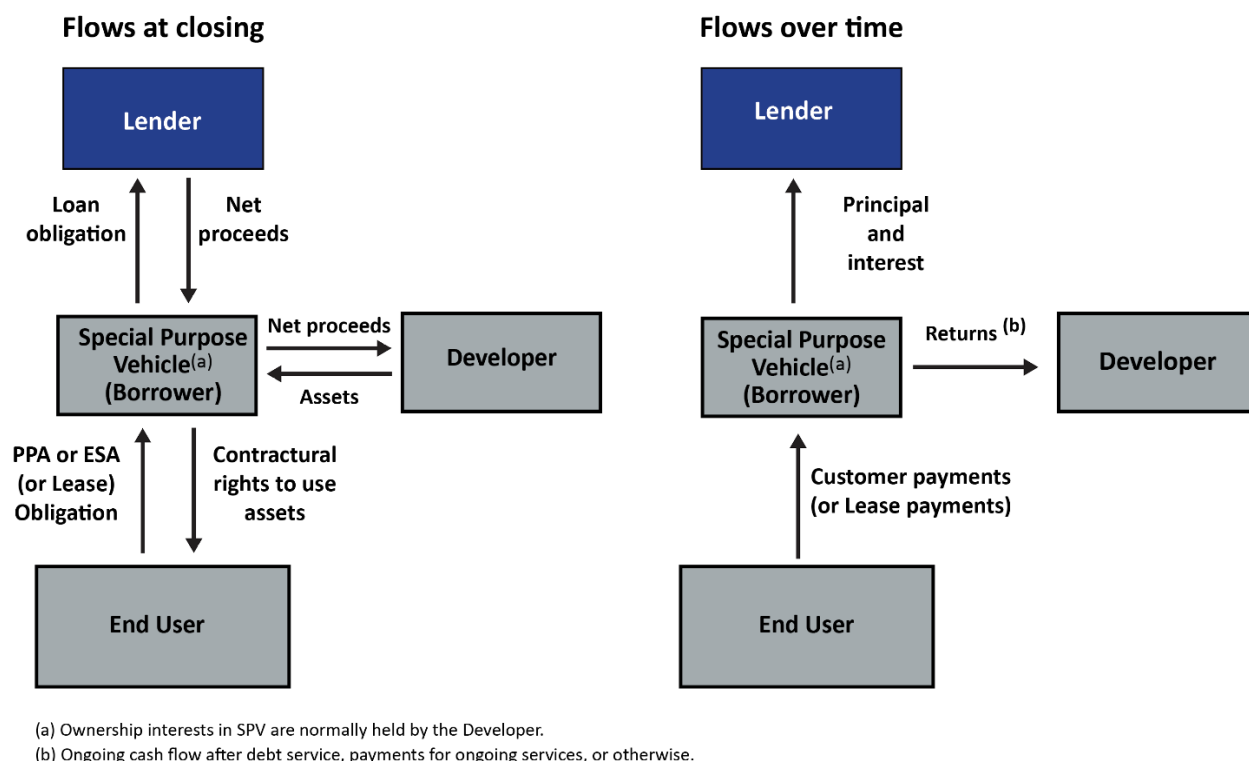 Flows at closing
Lender
Loan
obligation
Net
proceeds
Special Purpose
Vehicle(a)
(Borrower)
Net proceeds
Assets
Developer
PPA or ESA
(or Lease)
Obligation
Contractural
rights to use
assets
End User
Flows over time
Lender
Principal
and
interest
Special Purpose
Vehicle(a)
(Borrower)
Returns (b)
Developer
Customer payments
(or Lease payments)
End User
(a) Ownership interests in SPV are normally held by the Developer.
(b) Ongoing cash flow after debt service, payments for ongoing services, or otherwise.